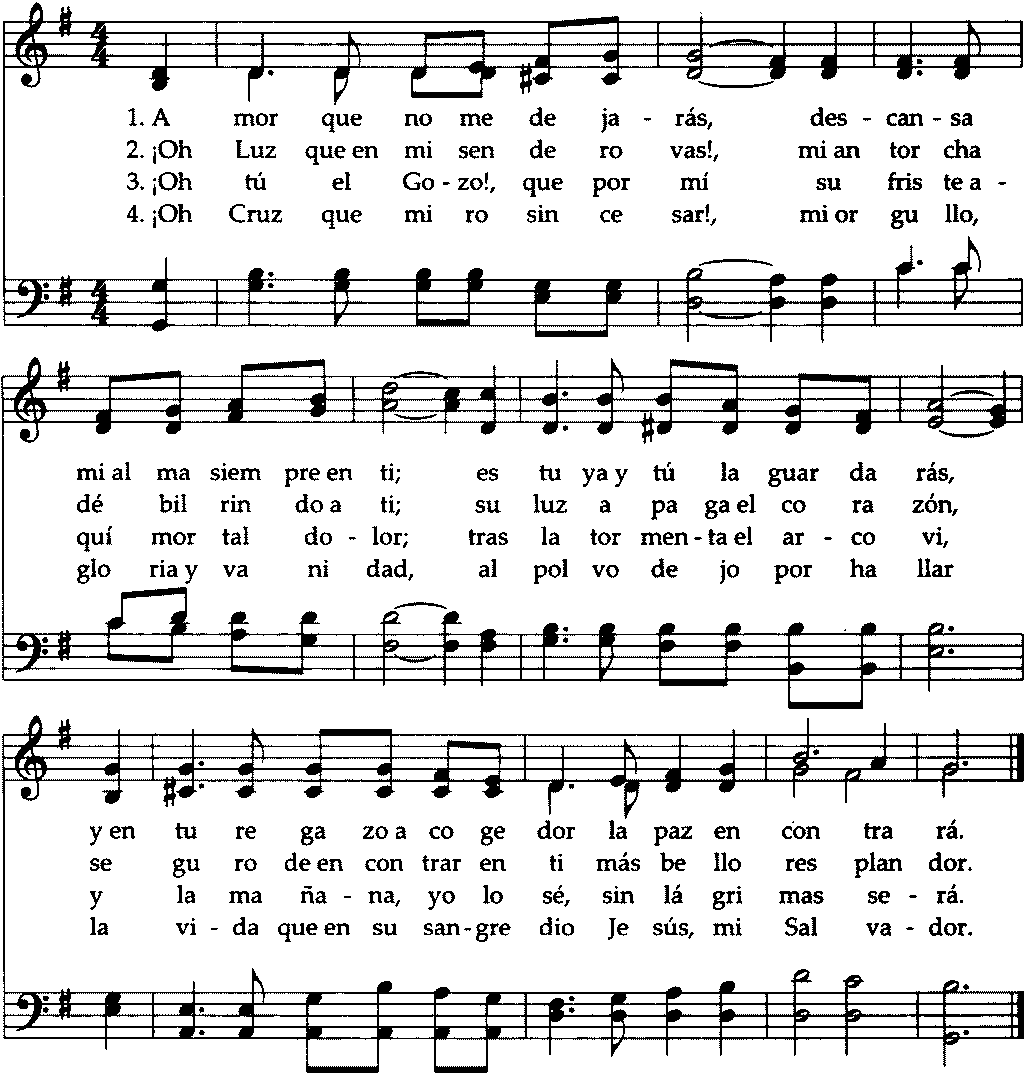 1. A mor que no me de ja - rás, des - can - sa
2. ¡Oh Luz que en mi sen de ro vas!, mi an tor cha
3. ¡Oh tú el Go - zo!, que por mí su fris te a -
4. ¡Oh Cruz que mi ro sin ce sar!, mi or gu llo,
mi al ma siem pre en ti; es tu ya y tú la guar da rás,
dé bil rin do a ti; su luz a pa ga el co ra zón,
quí mor tal do - lor; tras la tor men - ta el ar - co vi,
glo ria y va ni dad, al pol vo de jo por ha llar
y en tu re ga zo a co ge dor la paz en con tra rá.
se gu ro de en con trar en ti más be llo res plan dor.
y la ma ña - na, yo lo sé, sin lá gri mas se - rá.
la vi - da que en su san - gre dio Je sús, mi Sal va - dor.